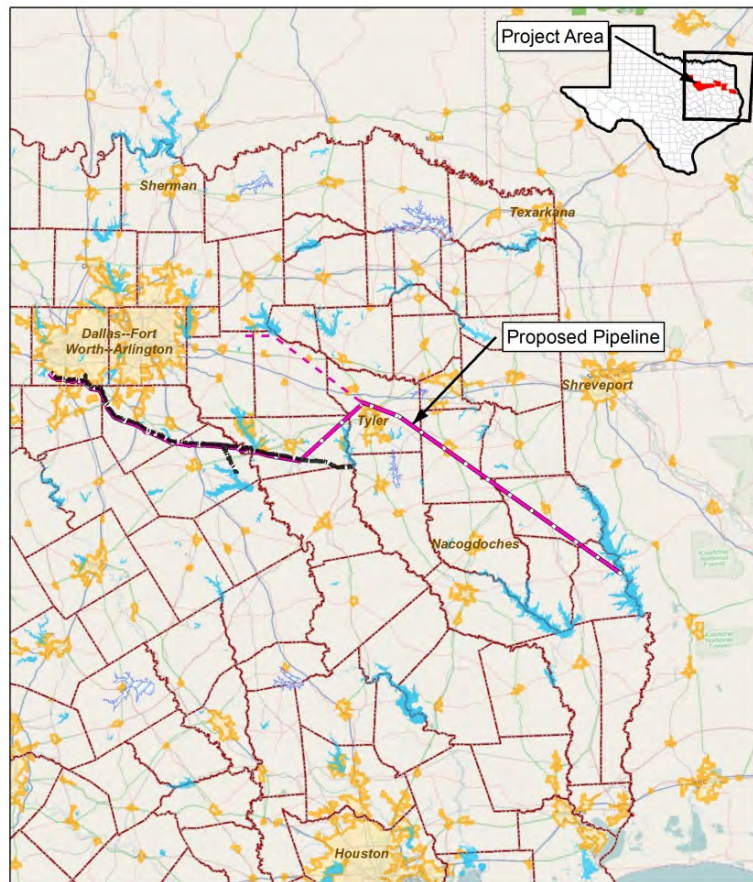 Project Area
Sherman
Texarkana
Dallas--Fort
Worth--Arlington
Proposed Pipeline
Shreveport
Tyler
Nacogdoches
Houston